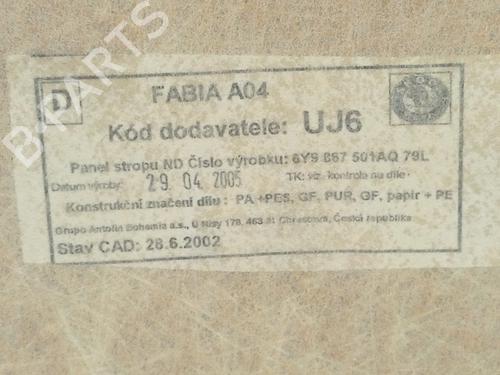 B-PARTS
D
FABIA A04
Kód dodavatele: UJ6
Panel stropu ND Číslo výrobku: 6Y9 867 501AQ 79L
Datum výroby: 29. 04. 2005 TK: viz. kontrola na díle
Konstrukční značení dílu : PA +PES, GF, PUR, GF, papír + PE
Grupo Antolin Bohemia a.s., U Nisy 178, 463 31 Chrastava, Česká republika
Stav CAD: 28.6.2002